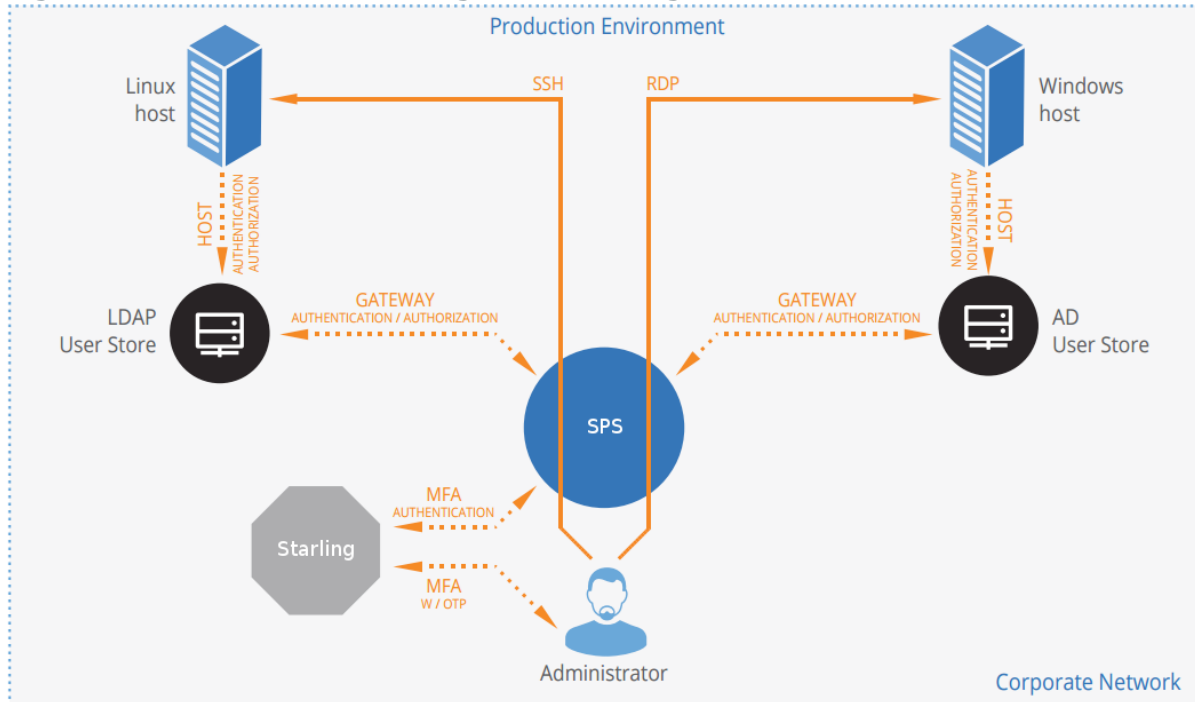 Production Environment
Linux
host
SSH
RDP
Windows
host
HOST
AUTHENTICATION
AUTHORIZATION
HOST
AUTHENTICATION
AUTHORIZATION
LDAP
User Store
GATEWAY
AUTHENTICATION / AUTHORIZATION
GATEWAY
AUTHENTICATION / AUTHORIZATION
AD
User Store
SPS
MFA
AUTHENTICATION
Starling
MFA
W / OTP
Administrator
Corporate Network